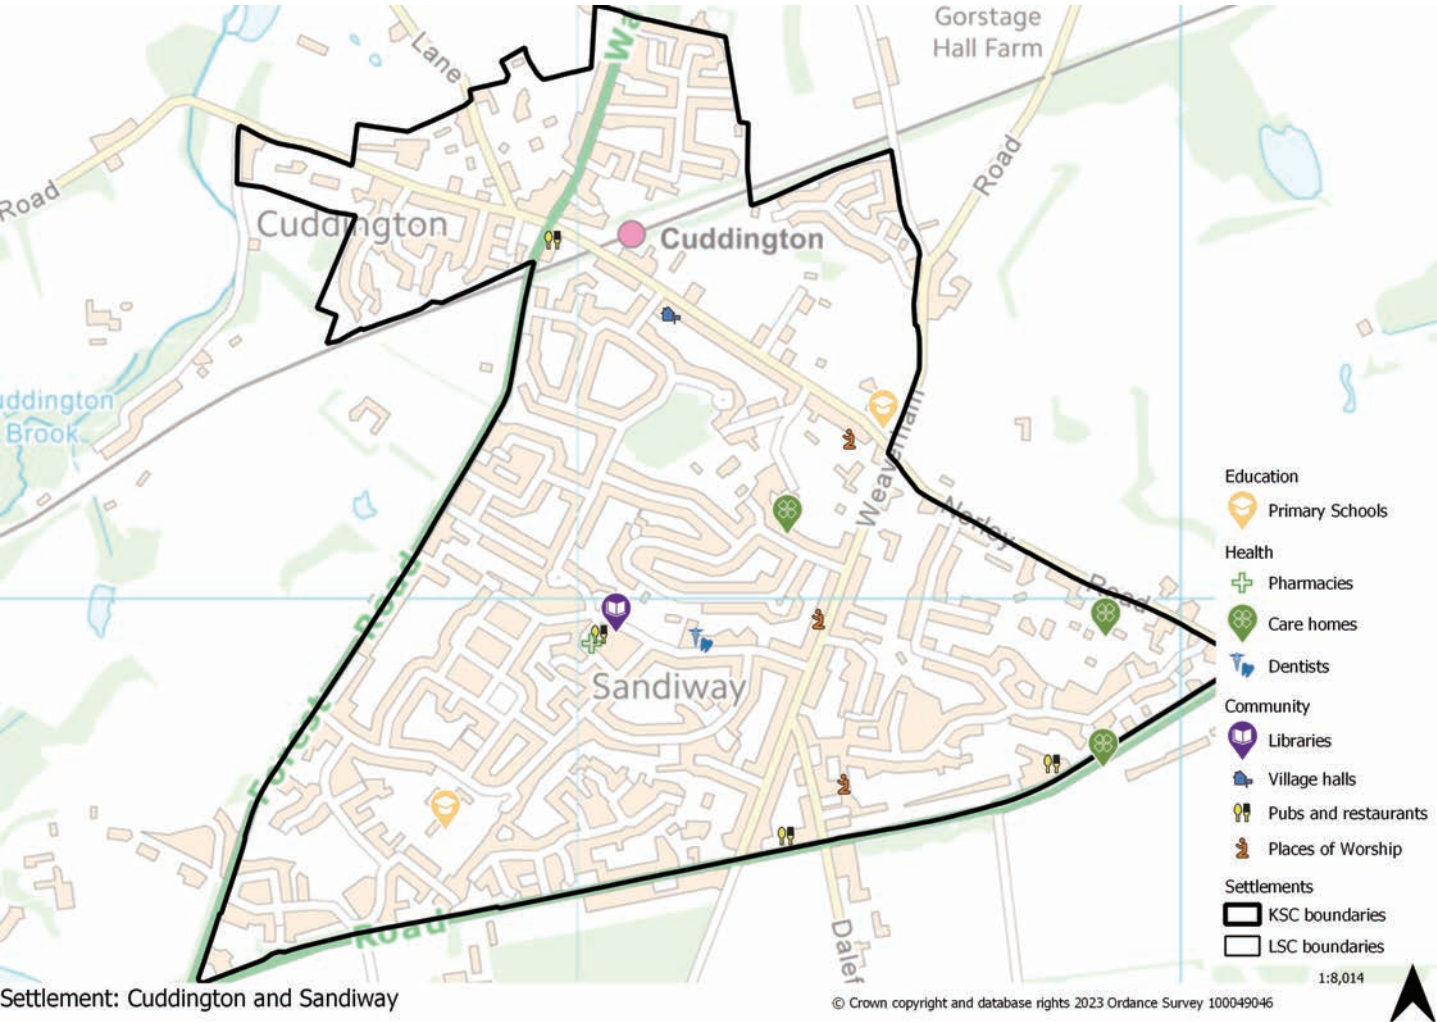 Gorstage
Hall Farm
Wa
Lane
Road
Road
Cuddington
Cuddington
uddington
Brook
Weaverham
Norley
Road
Forest Road
Sandiway
Road
Dalef
Education
Primary Schools
Health
Pharmacies
Care homes
Dentists
Community
Libraries
Village halls
Pubs and restaurants
Places of Worship
Settlements
KSC boundaries
LSC boundaries
1:8,014
Settlement: Cuddington and Sandiway
© Crown copyright and database rights 2023 Ordance Survey 100049046